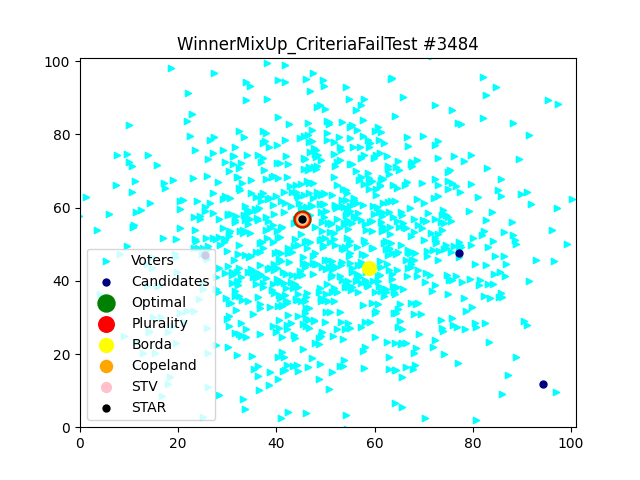 WinnerMixUp_CriteriaFailTest #3484
100
80
60
40
20
0
Voters
Candidates
Optimal
Plurality
Borda
Copeland
STV
STAR
0 20 40 60 80 100